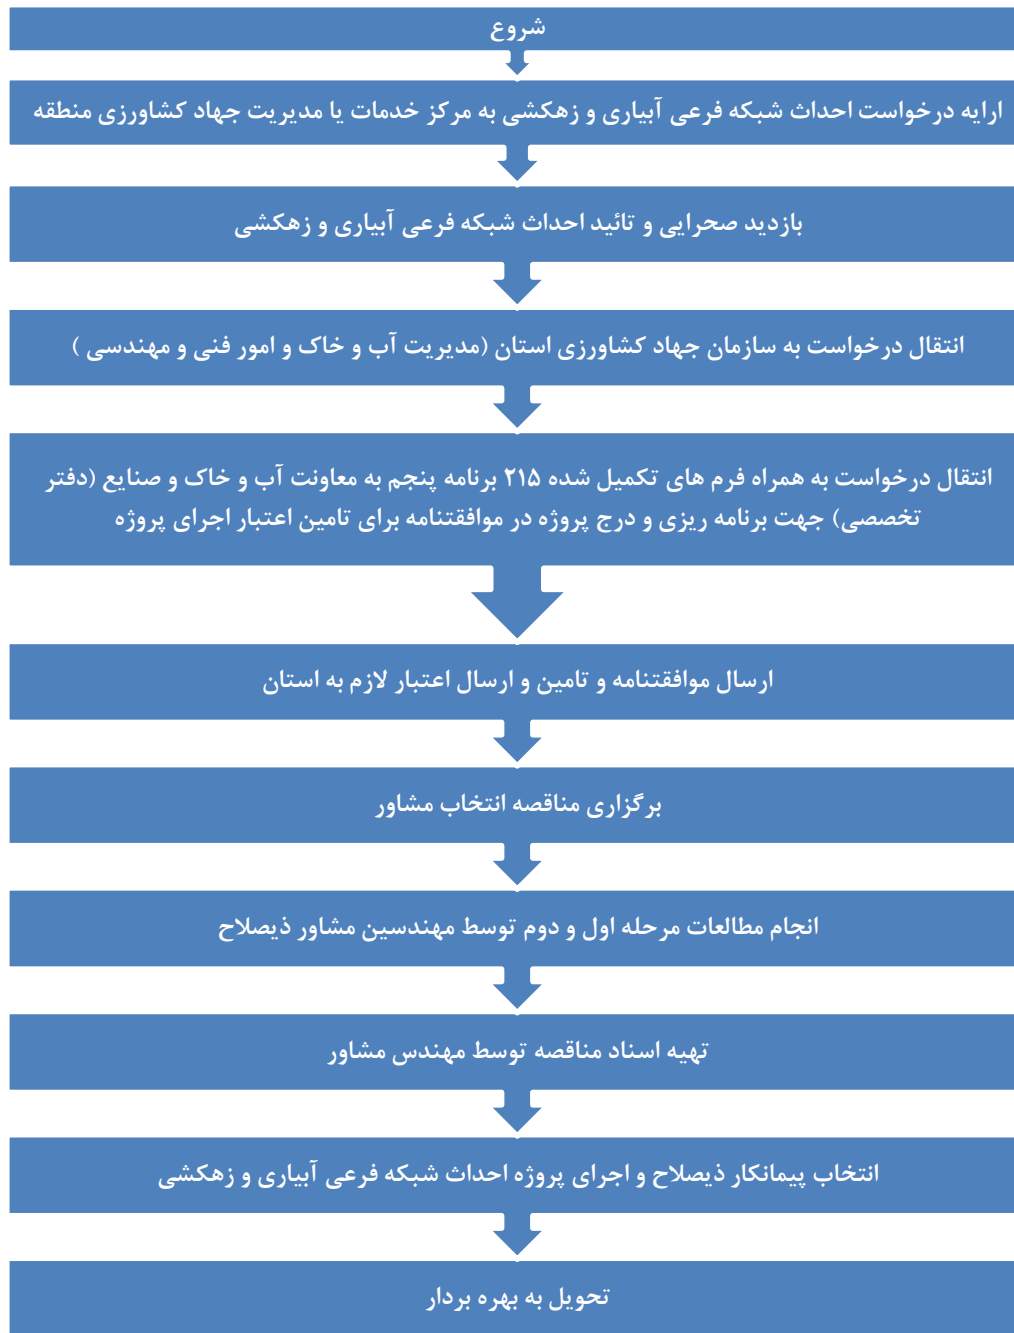 شروع
ارایه درخواست احداث شبکه فرعی آبیاری و زهکشی به مرکز خدمات یا مدیریت جهاد کشاورزی منطقه
بازدید صحرایی و تائید احداث شبکه فرعی آبیاری و زهکشی
انتقال درخواست به سازمان جهاد کشاورزی استان (مدیریت آب و خاک و امور فنی و مهندسی )
انتقال درخواست به همراه فرم های تکمیل شده ۲۱۵ برنامه پنجم به معاونت آب و خاک و صنایع (دفتر
تخصصی) جهت برنامه ریزی و درج پروژه در موافقتنامه برای تامین اعتبار اجرای پروژه
ارسال موافقتنامه و تامین و ارسال اعتبار لازم به استان
برگزاری مناقصه انتخاب مشاور
انجام مطالعات مرحله اول و دوم توسط مهندسین مشاور ذیصلاح
تهیه اسناد مناقصه توسط مهندس مشاور
انتخاب پیمانکار ذیصلاح و اجرای پروژه احداث شبکه فرعی آبیاری و زهکشی
تحویل به بهره بردار